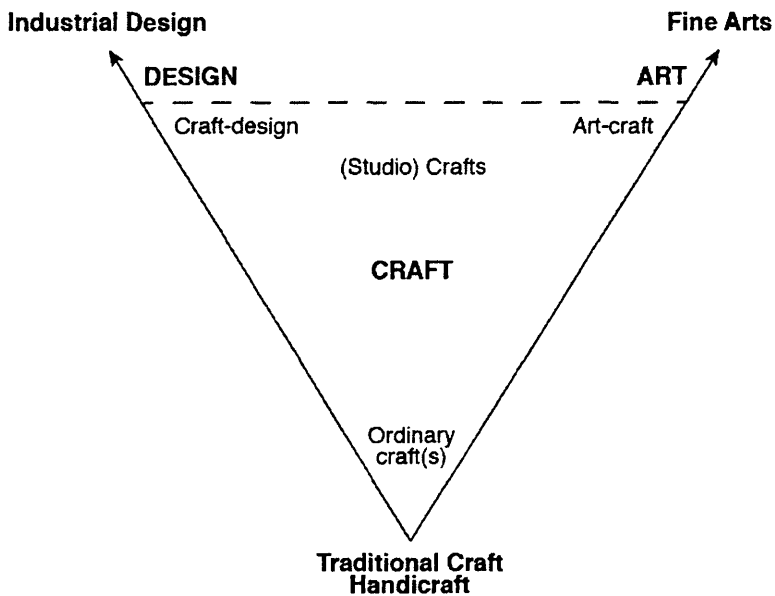 Industrial Design
Fine Arts
DESIGN
ART
Craft-design
Art-craft
(Studio) Crafts
CRAFT
Ordinary
craft(s)
Traditional Craft
Handicraft